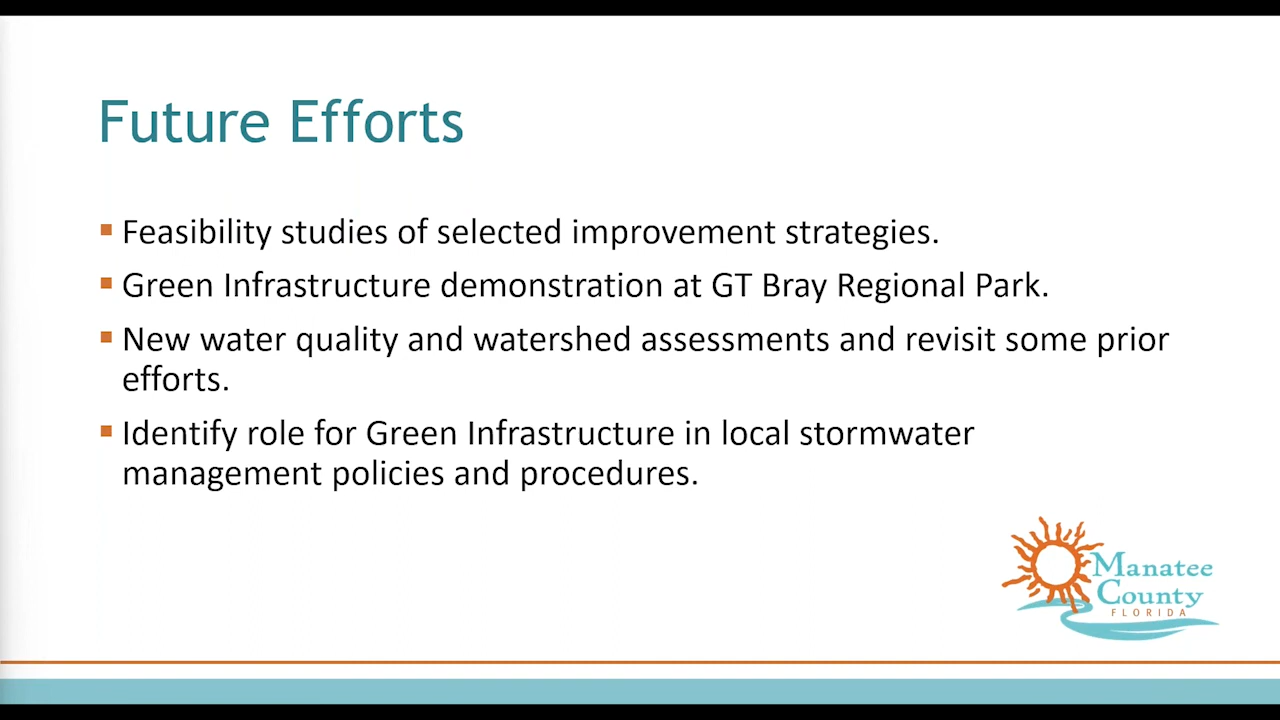 Future Efforts
Feasibility studies of selected improvement strategies.
Green Infrastructure demonstration at GT Bray Regional Park.
New water quality and watershed assessments and revisit some prior
efforts.
Identify role for Green Infrastructure in local stormwater
management policies and procedures.
Manatee
County
FLORIDA